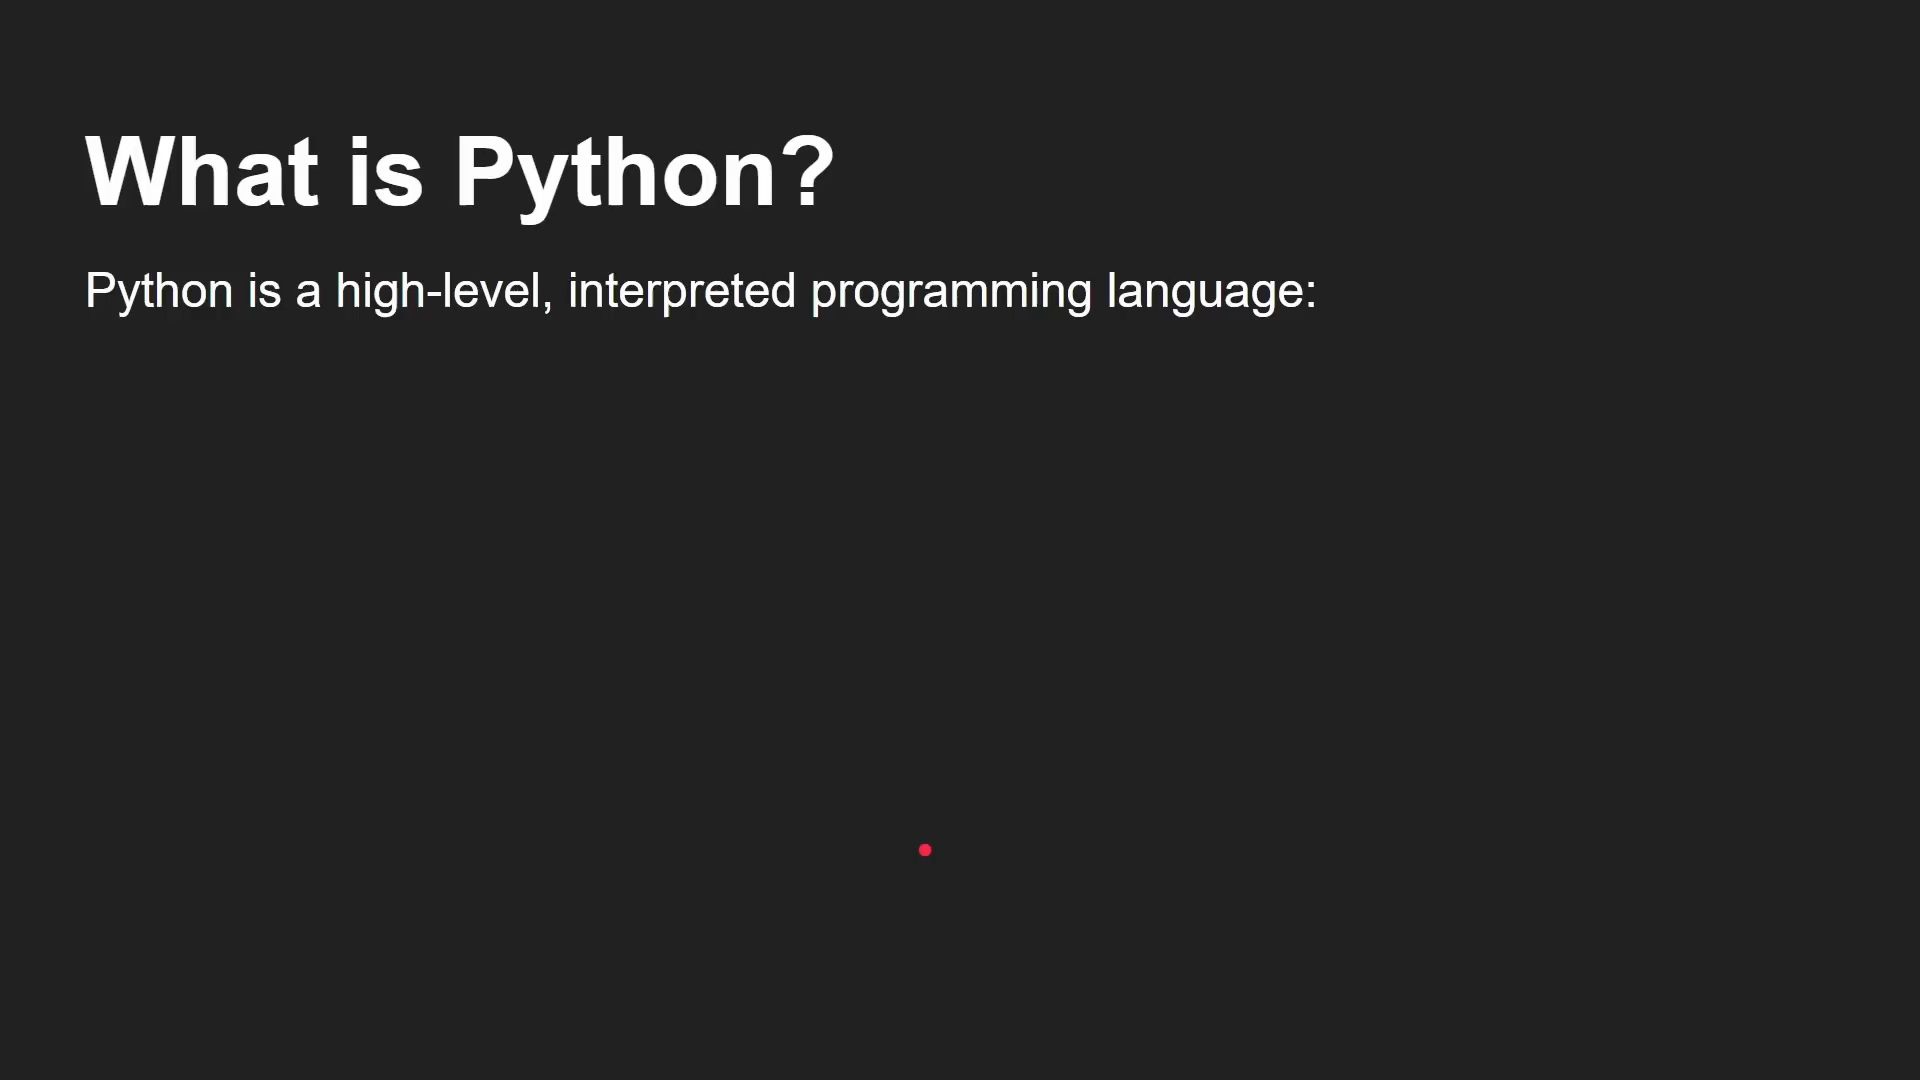 What is Python?
Python is a high-level, interpreted programming language: